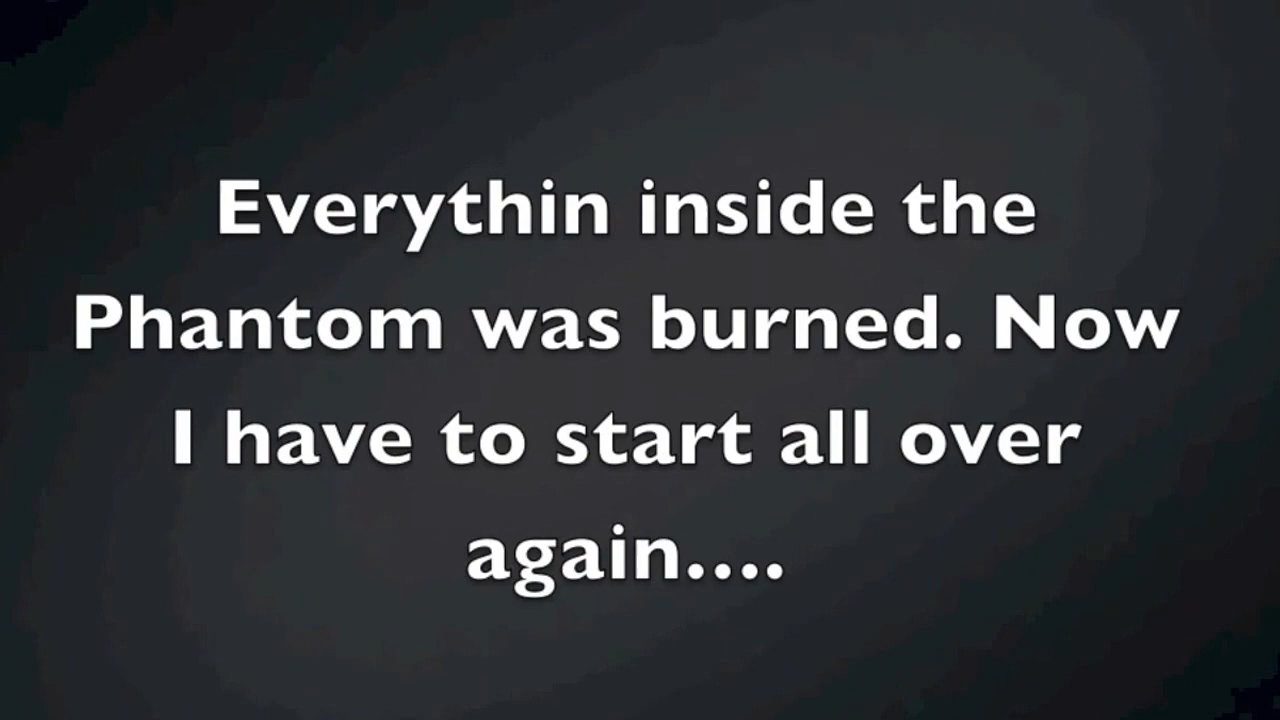 Everythin inside the
Phantom was burned. Now
I have to start all over
again....